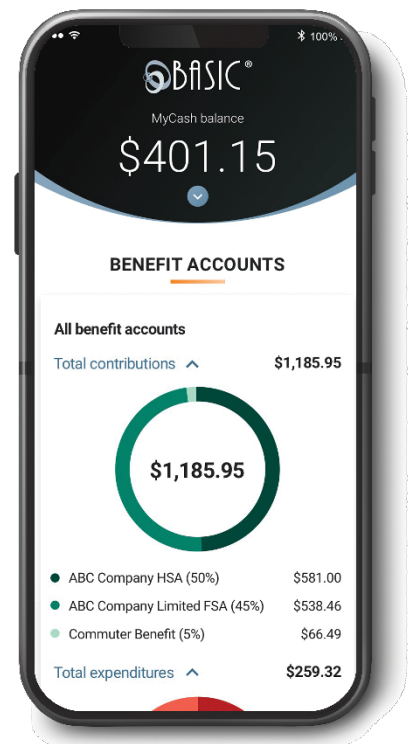 100%
BASIC®
MyCash balance
$401.15
BENEFIT ACCOUNTS
All benefit accounts
Total contributions $1,185.95
$1,185.95
ABC Company HSA (50%) $581.00
ABC Company Limited FSA (45%) $538.46
Commuter Benefit (5%) $66.49
Total expenditures $259.32